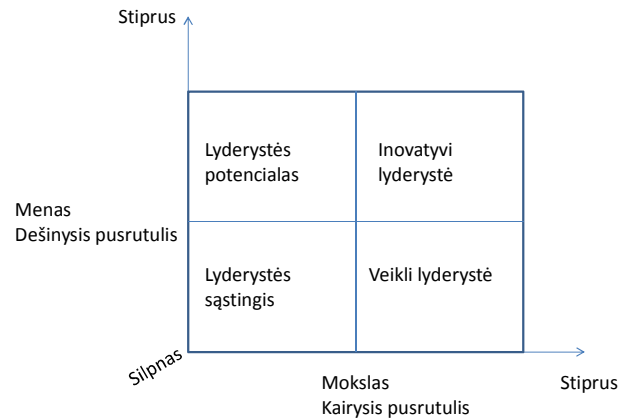 Stiprus
Lyderystės
potencialas
Inovatyvi
lyderystė
Menas
Dešinysis pusrutulis
Lyderystės
sąstingis
Veikli lyderystė
Silpnas
Mokslas
Kairysis pusrutulis
Stiprus